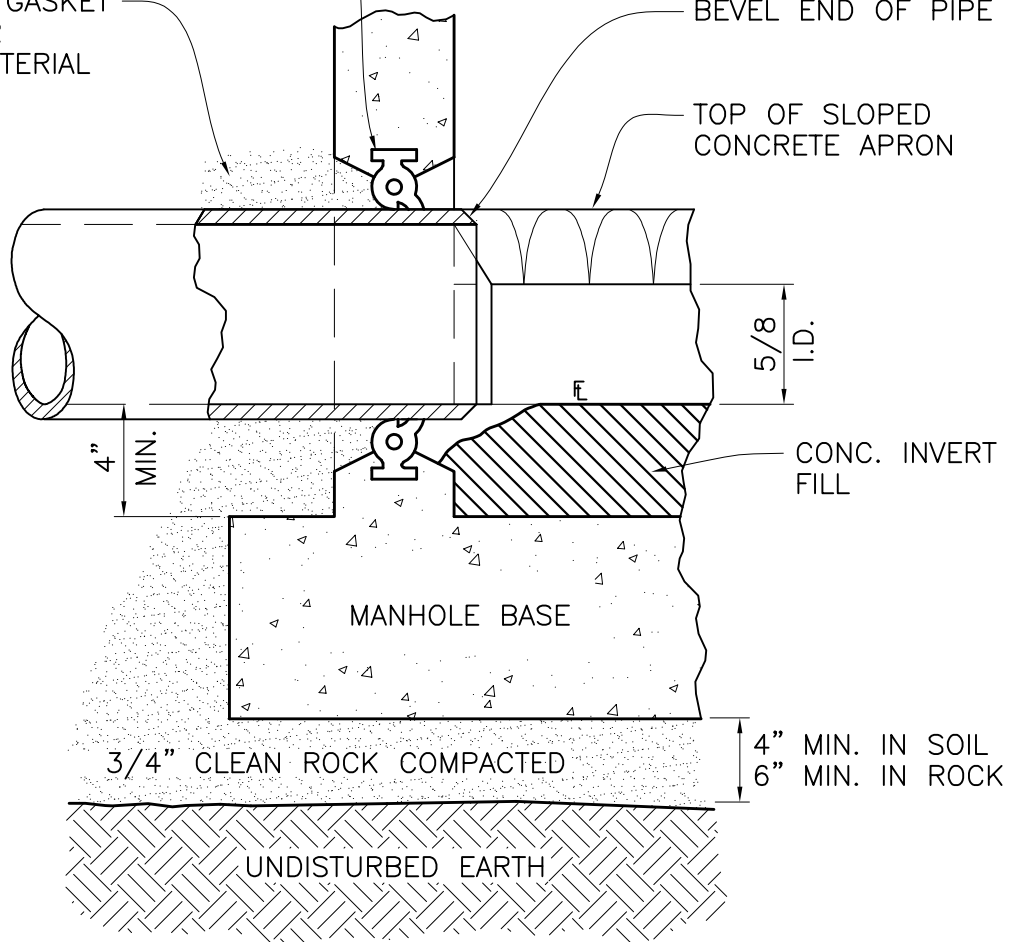 GASKET
TERIAL
BEVEL END OF PIPE
TOP OF SLOPED
CONCRETE APRON
5/8
I.D.
FL
4”
MIN.
CONC. INVERT
FILL
MANHOLE BASE
3/4” CLEAN ROCK COMPACTED
4” MIN. IN SOIL
6” MIN. IN ROCK
UNDISTURBED EARTH